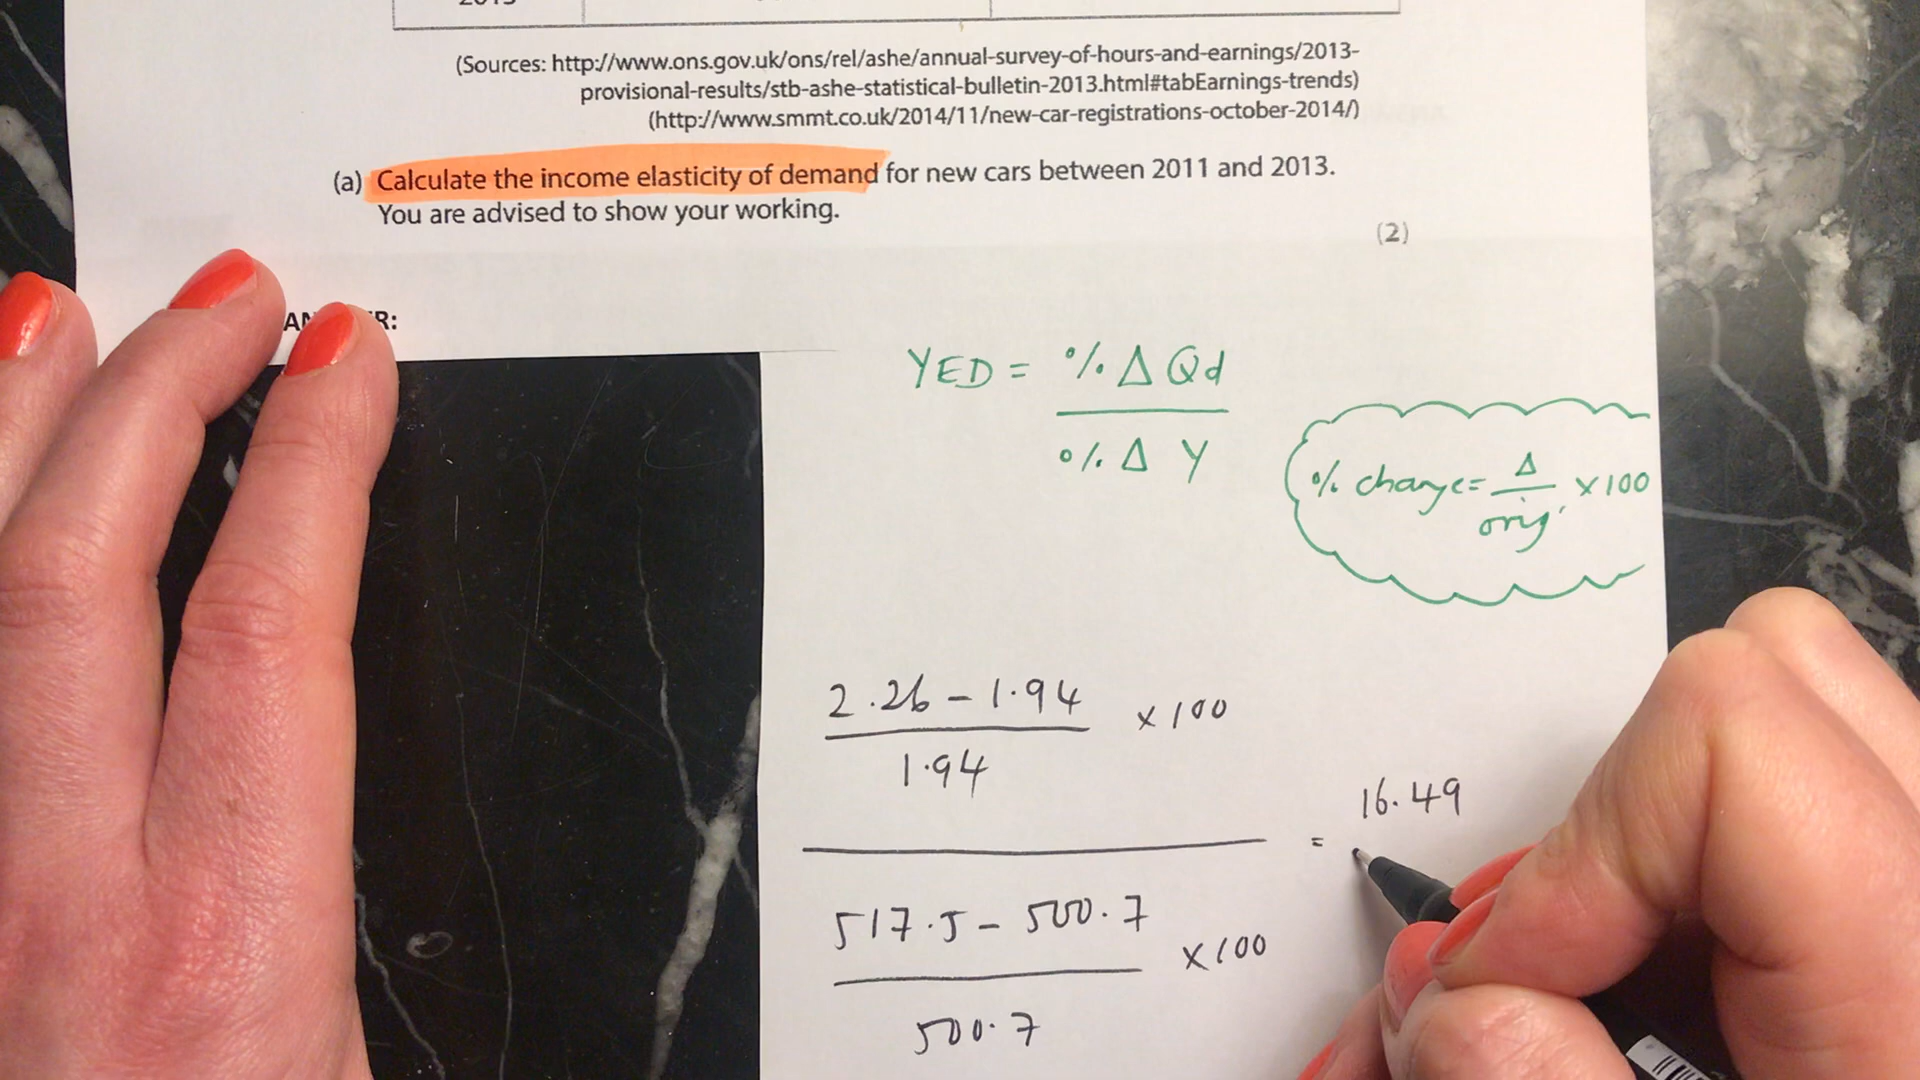 (Sources: http://www.ons.gov.uk/ons/rel/ashe/annual-survey-of-hours-and-earnings/2013-
provisional-results/stb-ashe-statistical-bulletin-2013.html#tabEarnings-trends)
(http://www.smmt.co.uk/2014/11/new-car-registrations-october-2014/)
(a) Calculate the income elasticity of demand for new cars between 2011 and 2013.
You are advised to show your working.
(2)
YED = % Δ Qd
% Δ Y
% change = Δ x100
orig'
2.26 - 1.94 x 100
1.94
16.49
=
517.5 - 500.7 x100
500.7